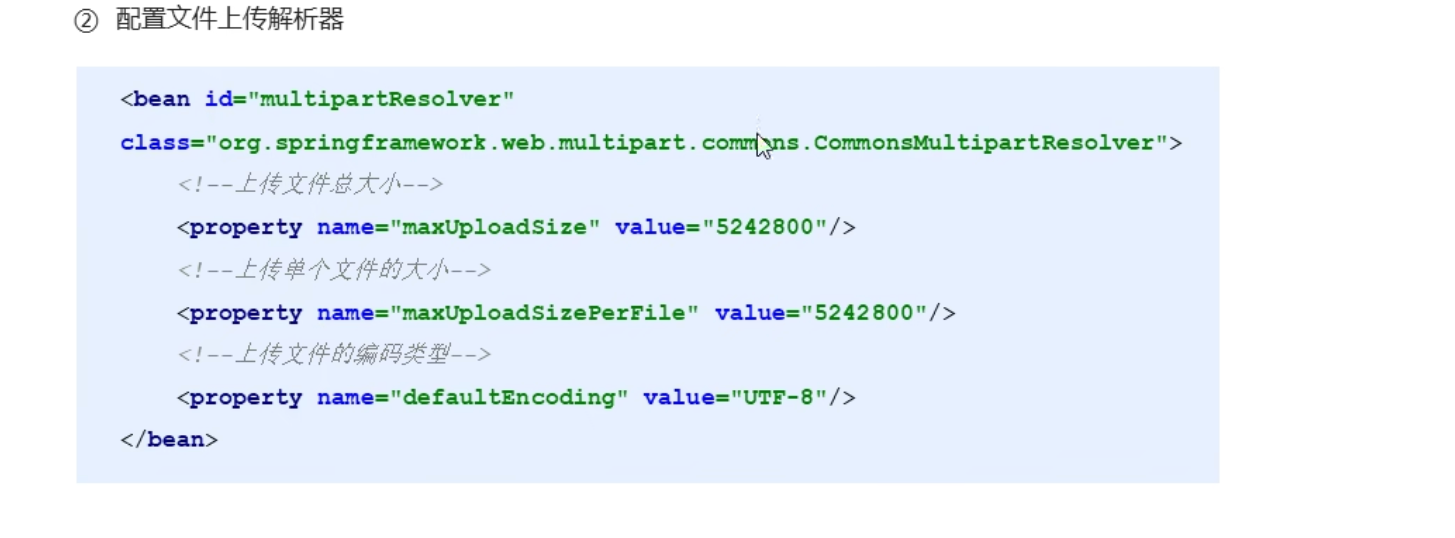 ② 配置文件上传解析器
<bean id="multipartResolver"
class="org.springframework.web.multipart.commons.CommonsMultipartResolver">
<!--上传文件总大小-->
<property name="maxUploadSize" value="5242800"/>
<!--上传单个文件的大小-->
<property name="maxUploadSizePerFile" value="5242800"/>
<!--上传文件的编码类型-->
<property name="defaultEncoding" value="UTF-8"/>
</bean>